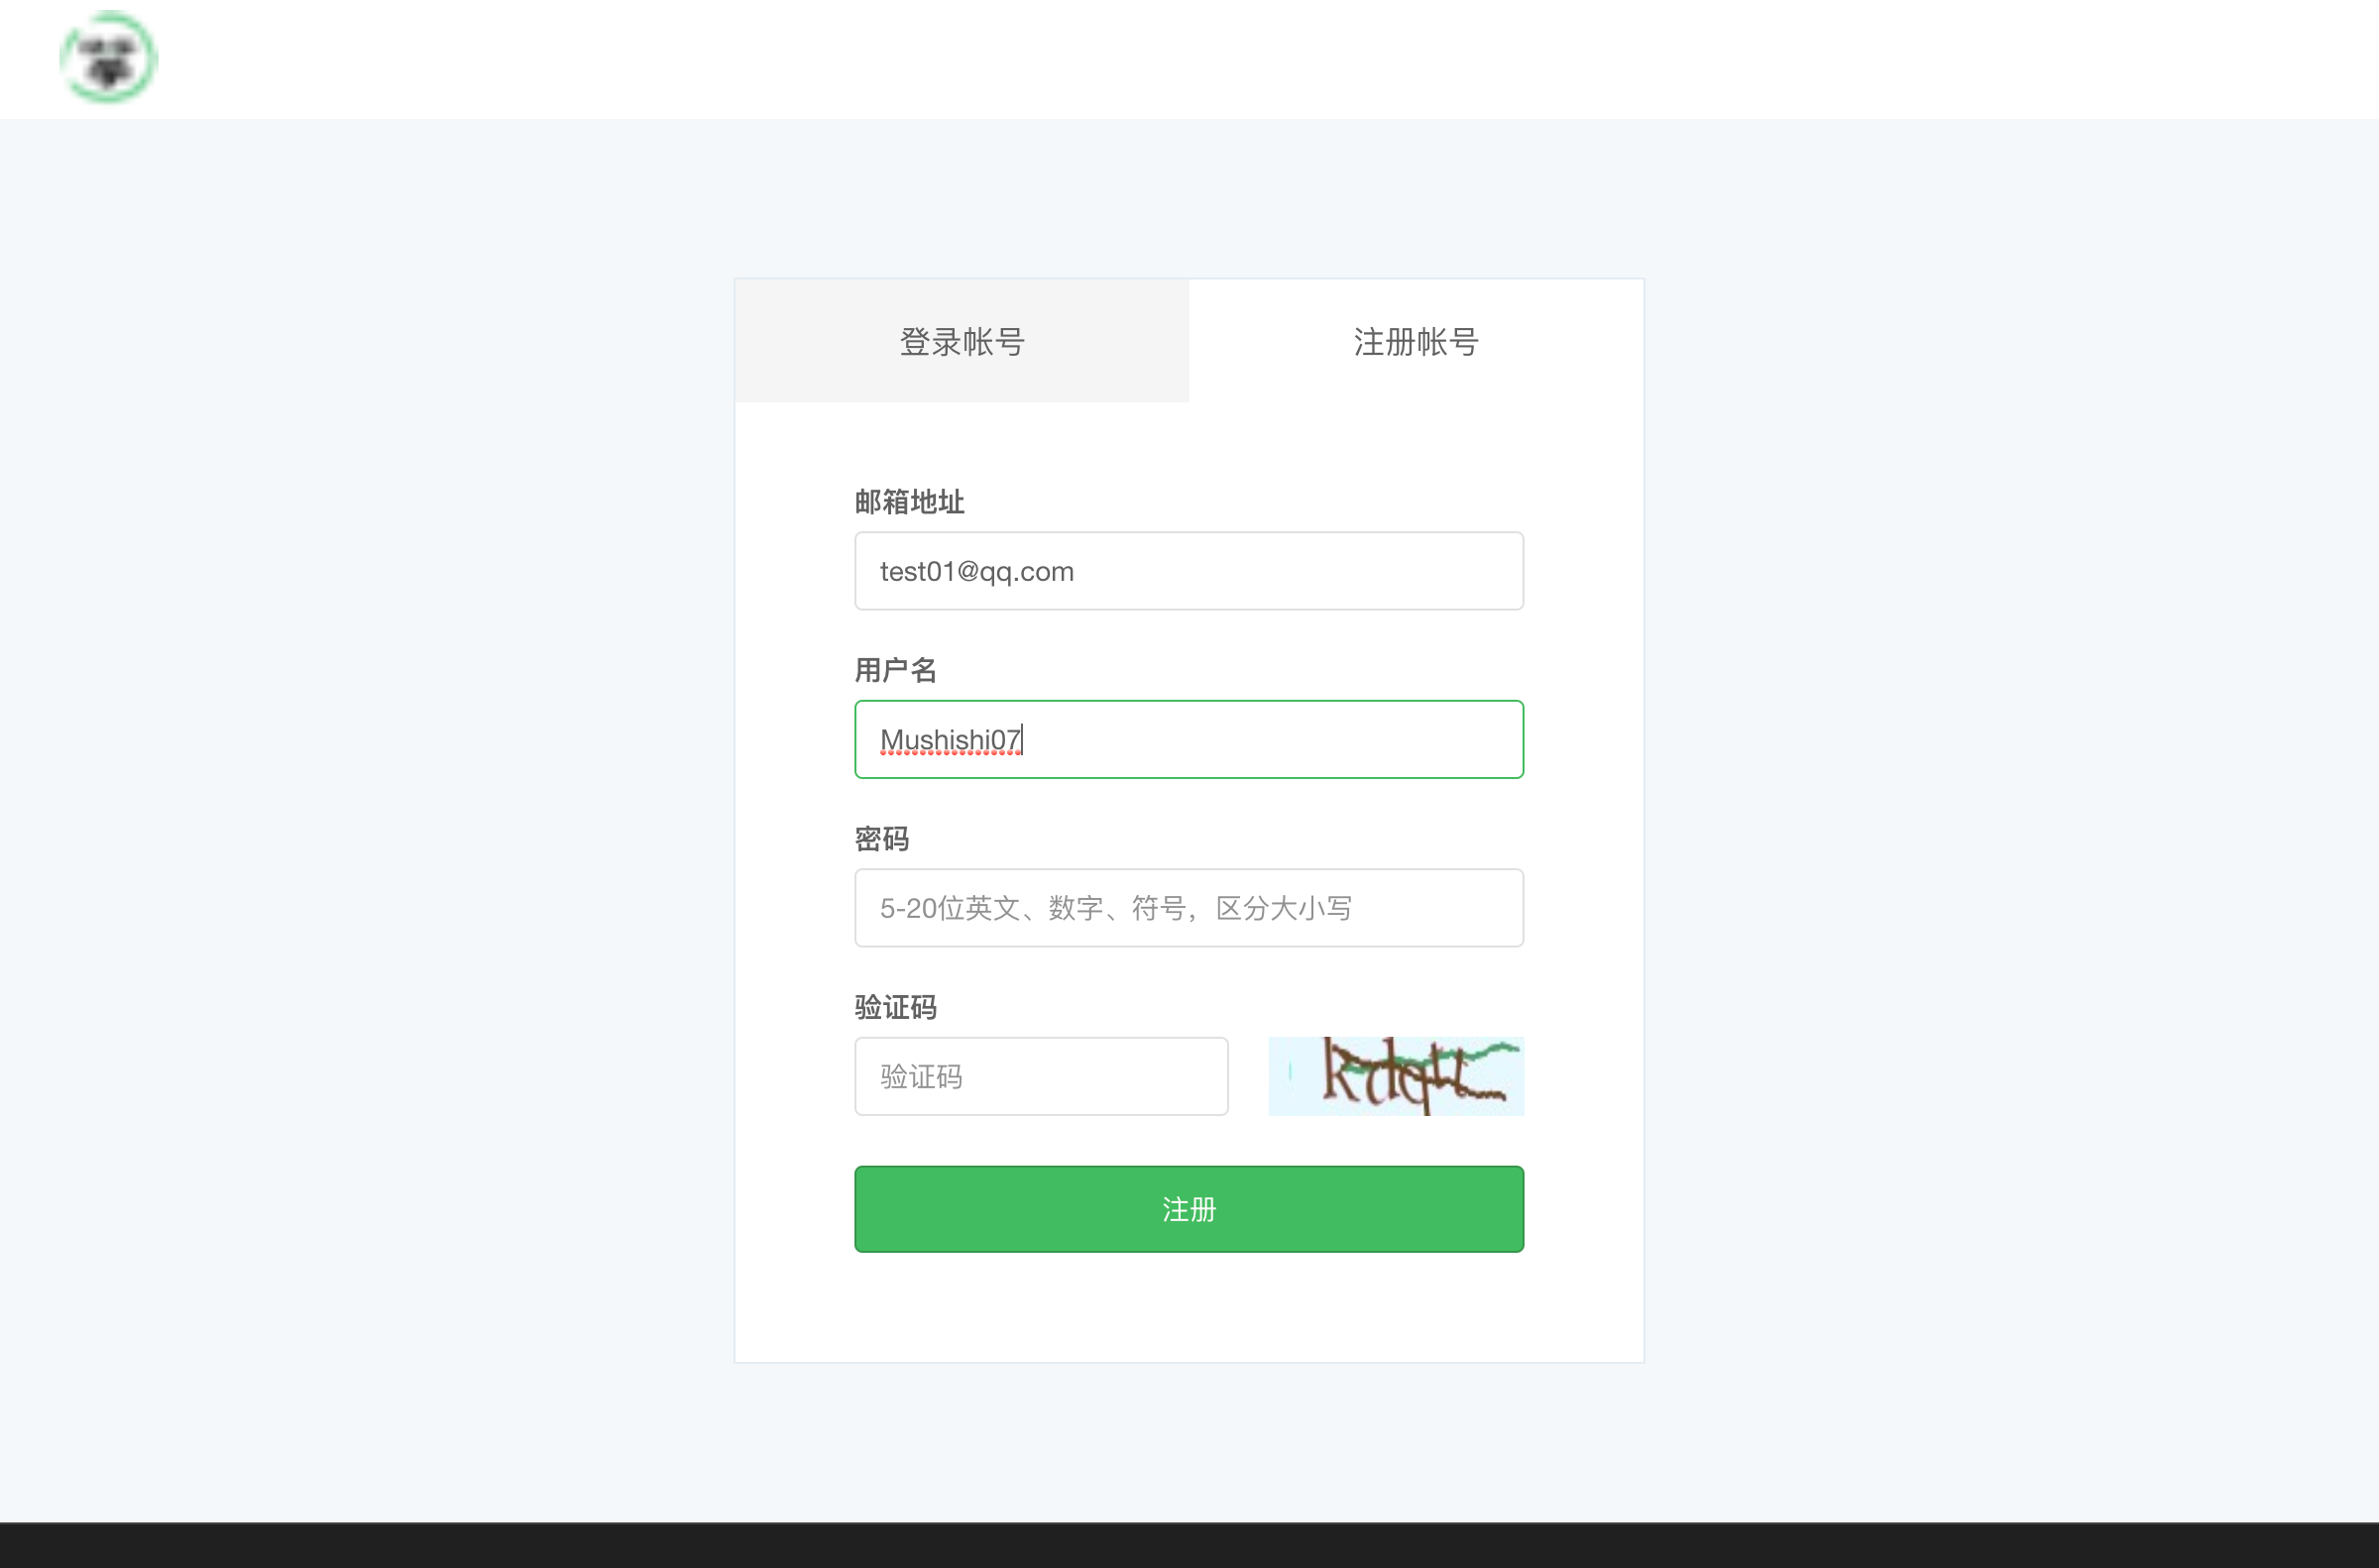 登录帐号 注册帐号
邮箱地址
test01@qq.com
用户名
Mushishi07
密码
5-20位英文、数字、符号，区分大小写
验证码
验证码
注册